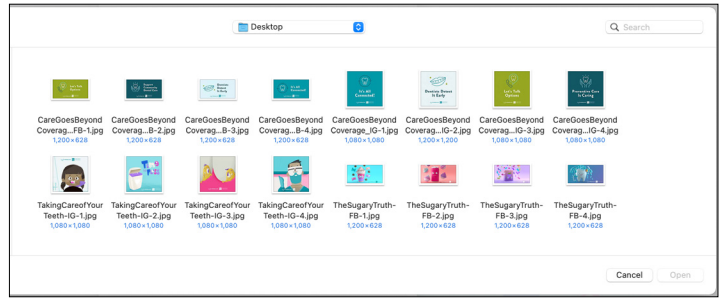 Desktop
Search
CareGoesBeyond CareGoesBeyond CareGoesBeyond CareGoesBeyond CareGoesBeyond CareGoesBeyond CareGoesBeyond CareGoesBeyond
Coverag...FB-1.jpg Coverag...B-2.jpg Coverag...B-3.jpg Coverag...B-4.jpg Coverage_IG-1.jpg Coverag...IG-2.jpg Coverag...IG-3.jpg Coverag...IG-4.jpg
1,200×628 1,200×628 1,200×628 1,200×628 1,080×1,080 1,200×1,200 1,080×1,080 1,080×1,080
TakingCareofYour TakingCareofYour TakingCareofYour TakingCareofYour TheSugaryTruth- TheSugaryTruth- TheSugaryTruth- TheSugaryTruth-
Teeth-IG-1.jpg Teeth-IG-2.jpg Teeth-IG-3.jpg Teeth-IG-4.jpg FB-1.jpg FB-2.jpg FB-3.jpg FB-4.jpg
1,080×1,080 1,080×1,080 1,080×1,080 1,080×1,080 1,200×628 1,200×628 1,200×628 1,200×628
Cancel Open